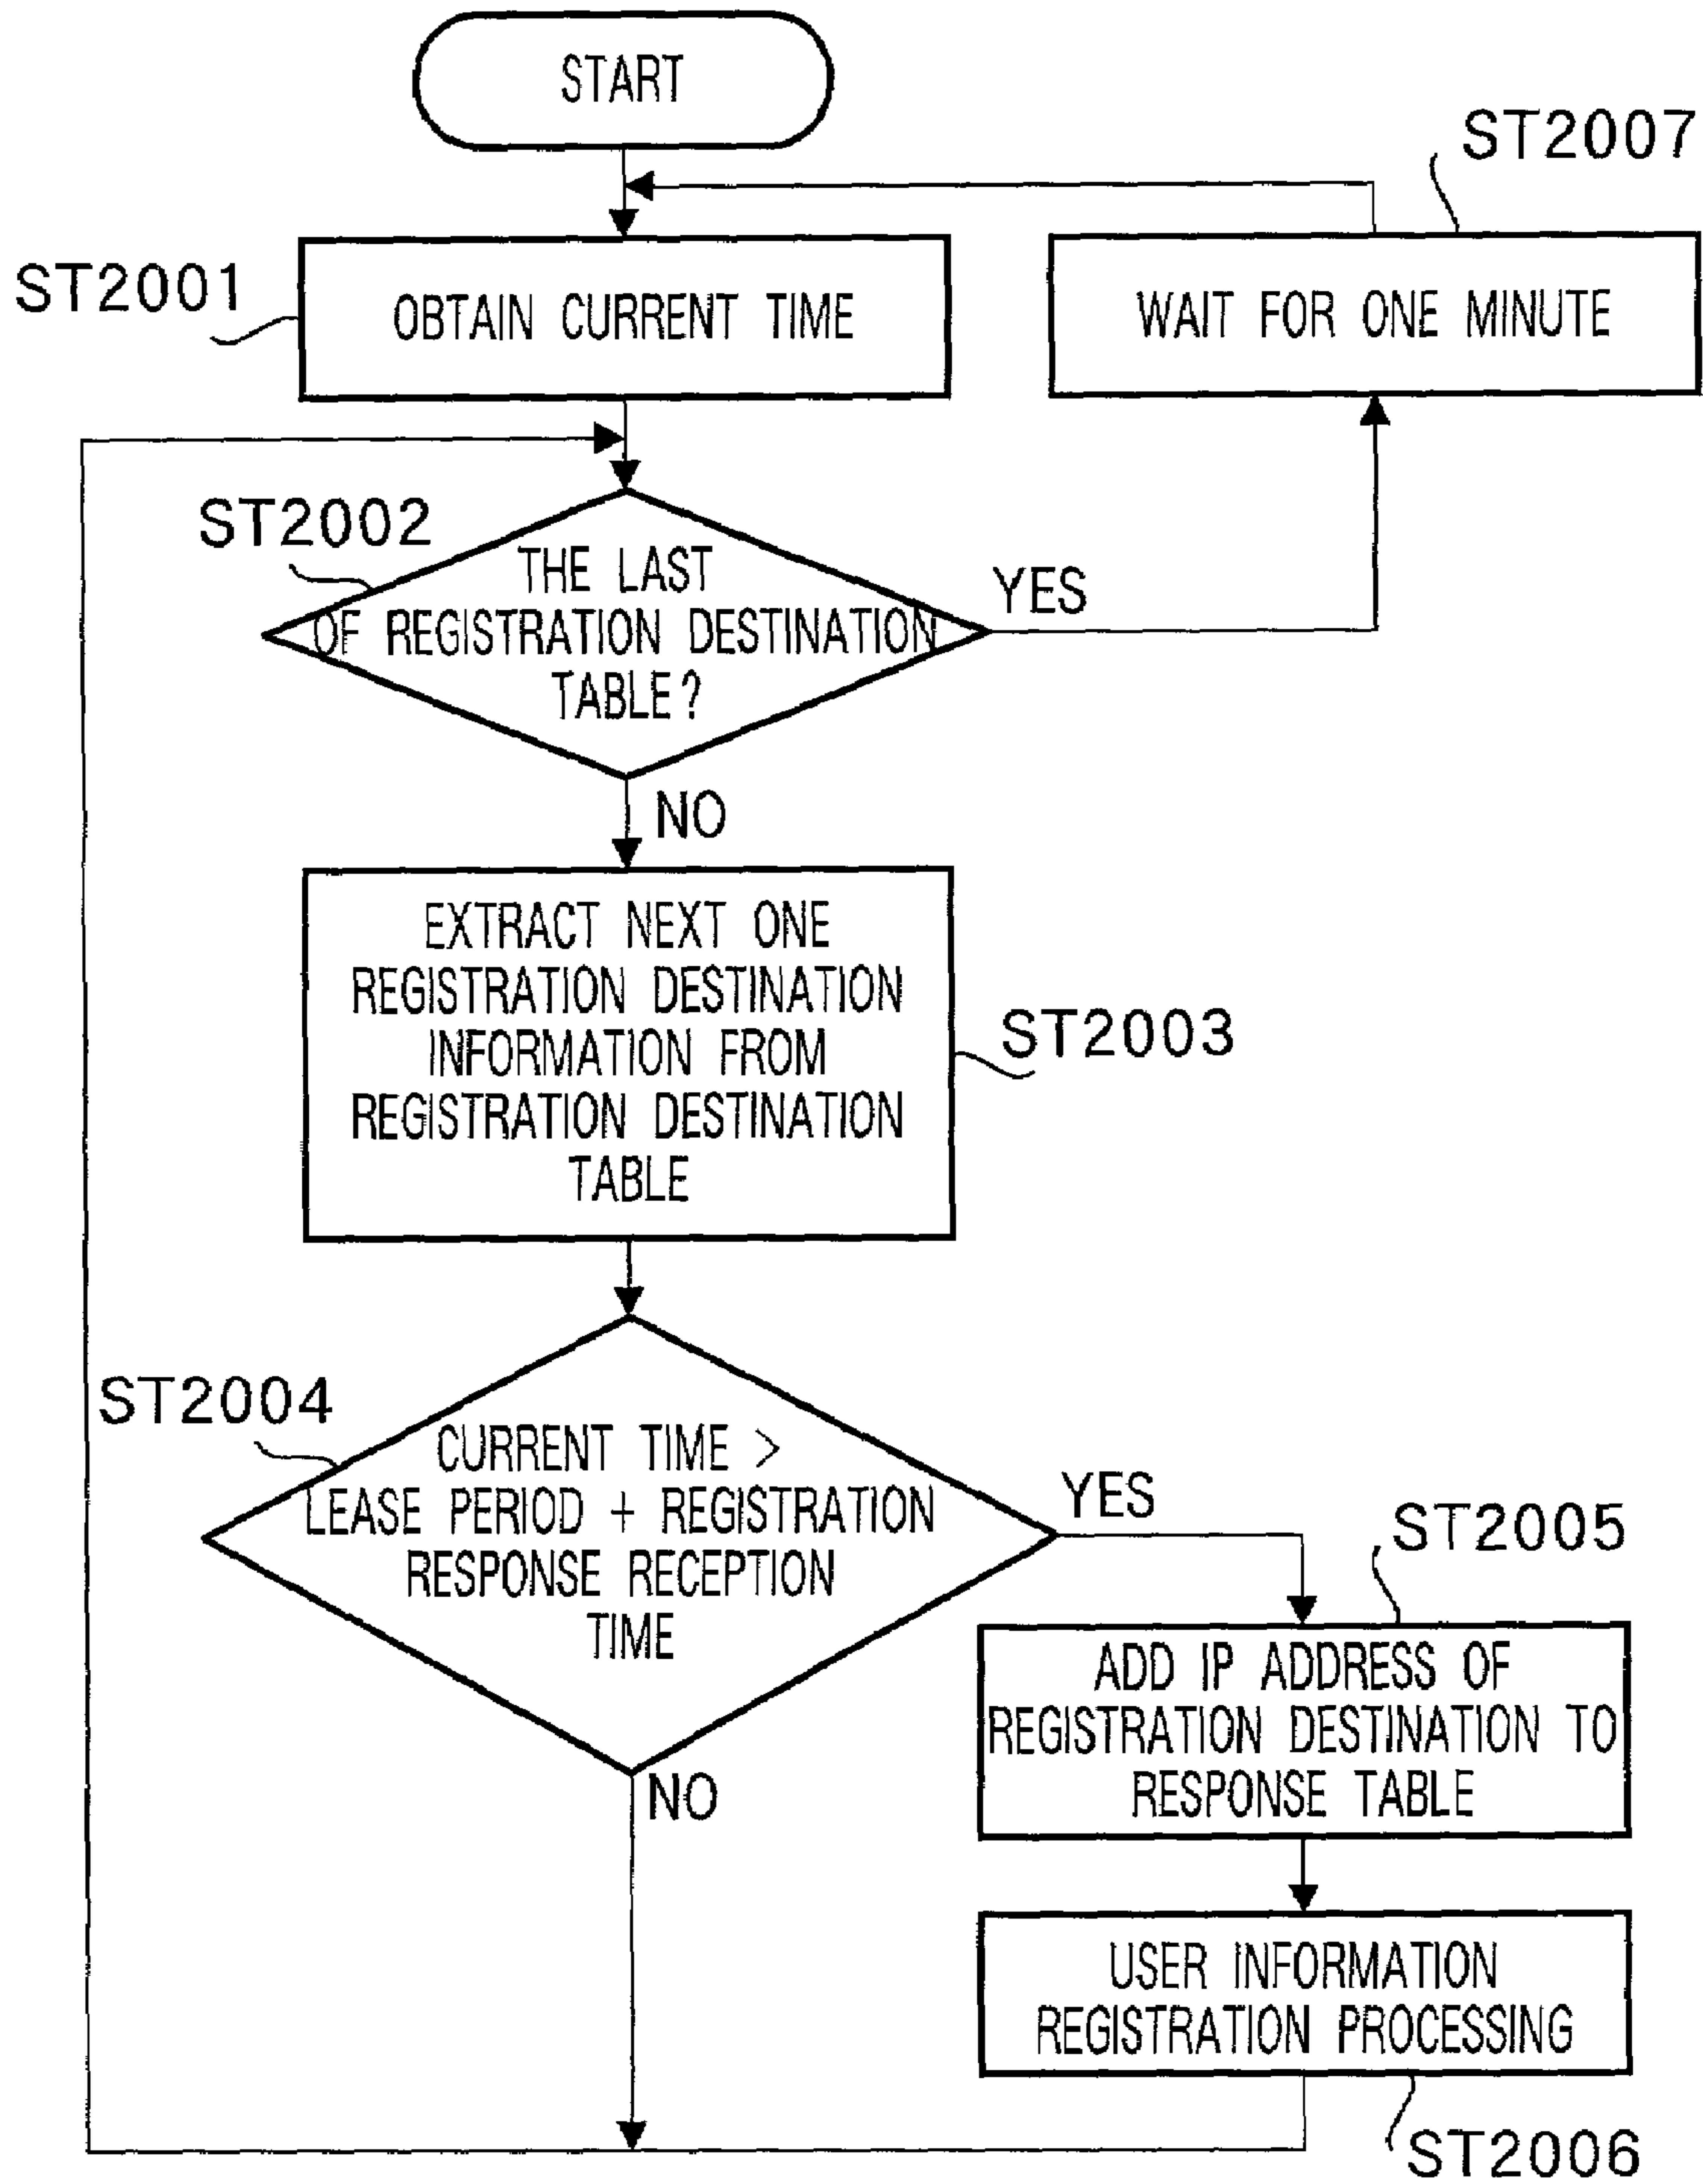 START
ST2007
ST2001
OBTAIN CURRENT TIME
WAIT FOR ONE MINUTE
ST2002
THE LAST
OF REGISTRATION DESTINATION
TABLE?
YES
NO
EXTRACT NEXT ONE
REGISTRATION DESTINATION
INFORMATION FROM
REGISTRATION DESTINATION
TABLE
ST2003
ST2004
CURRENT TIME >
LEASE PERIOD + REGISTRATION
RESPONSE RECEPTION
TIME
YES
NO
ST2005
ADD IP ADDRESS OF
REGISTRATION DESTINATION TO
RESPONSE TABLE
USER INFORMATION
REGISTRATION PROCESSING
ST2006